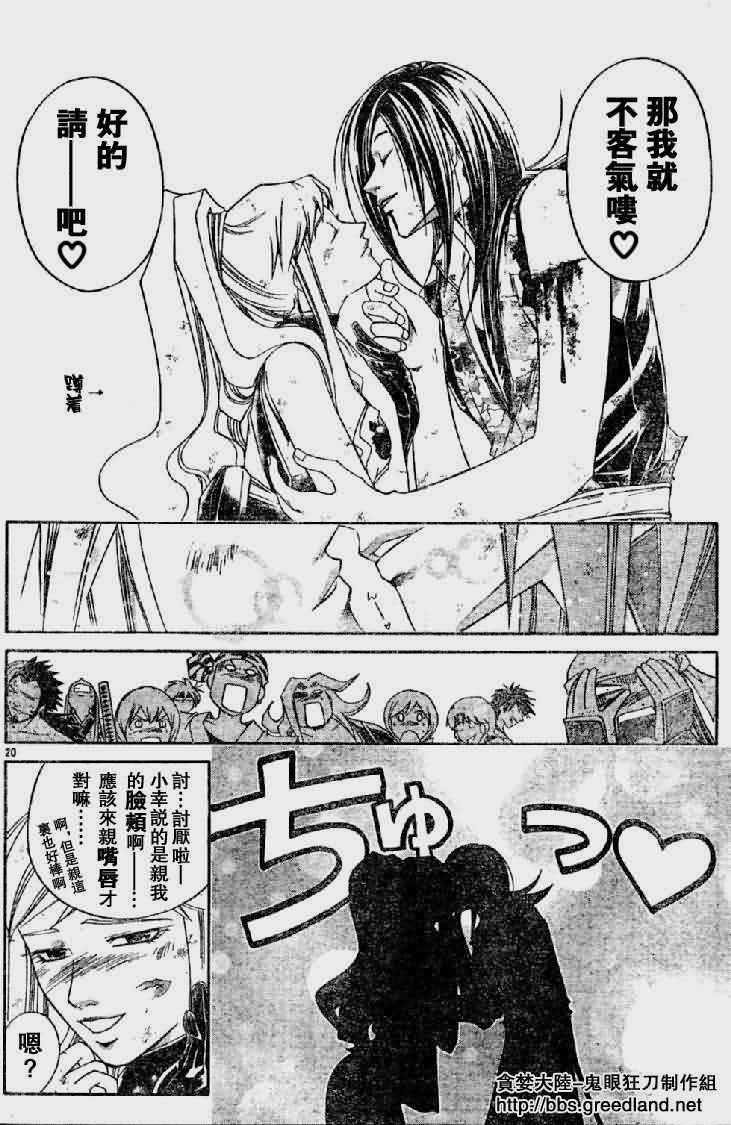 那我就
不客氣嘍♡
好的
請——吧♡
20
討…討厭啦—
小幸說的是親我
的臉頰啊——……
應該來親嘴唇才
對嘛……
啊，但是親這
裏也好棒啊
嗯？
ちゅっ♡
貪婪大陸-鬼眼狂刀制作組
http://bbs.greedland.net